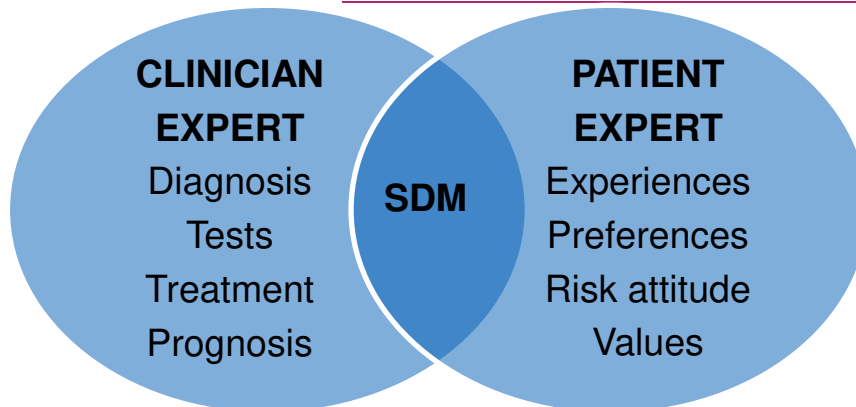 CLINICIAN
EXPERT
Diagnosis
Tests
Treatment
Prognosis
SDM
PATIENT
EXPERT
Experiences
Preferences
Risk attitude
Values